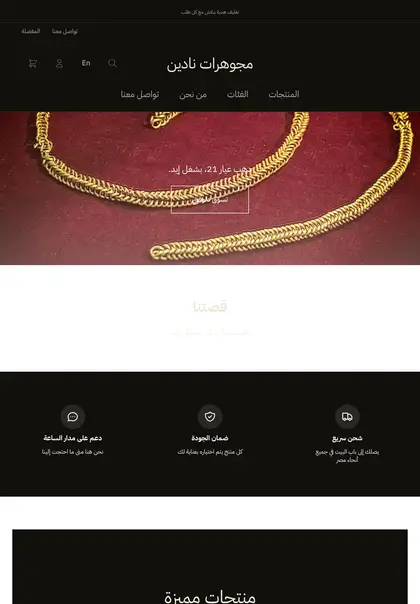 تغليف هدية مجاني مع كل طلب
تواصل معنا
المفضلة
مجوهرات نادين
En
المنتجات
الفئات
من نحن
تواصل معنا
ذهب عيار 21، بشغل إيد.
تسوق
قصتنا
شحن سريع
يصلك إلى باب البيت في جميع
أنحاء مصر
ضمان الجودة
كل منتج يتم اختياره بعناية لك
دعم على مدار الساعة
نحن هنا متى ما احتجت إلينا
منتجات مميزة